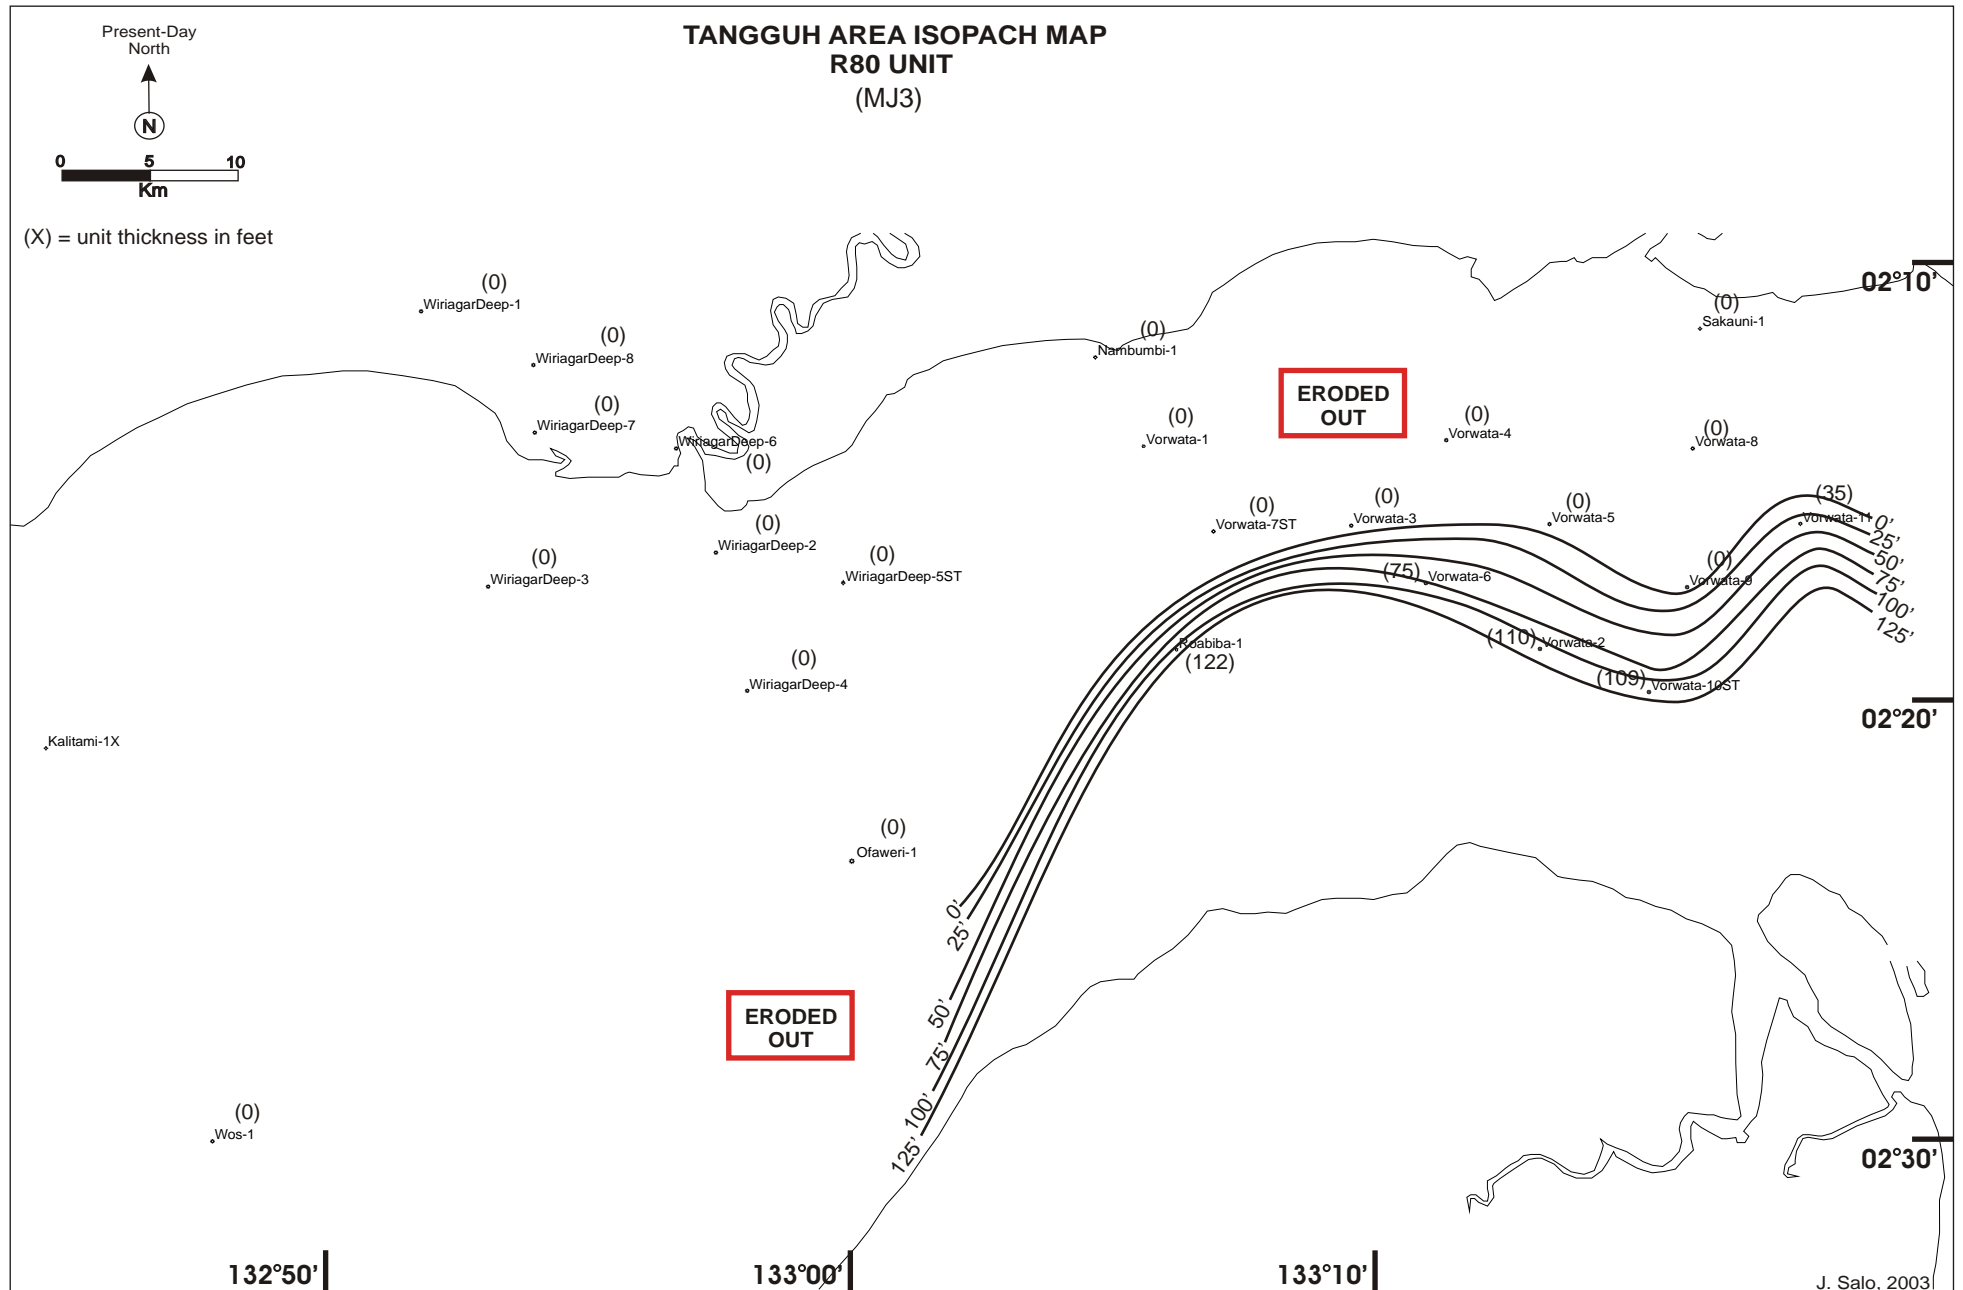 Present-Day
North
N
0 5 10
Km
TANGGUH AREA ISOPACH MAP
R80 UNIT
(MJ3)
(X) = unit thickness in feet
02°10'
(0)
WiriagarDeep-1
(0)
WiriagarDeep-8
(0)
WiriagarDeep-7
WiriagarDeep-6
(0)
(0)
WiriagarDeep-2
(0)
WiriagarDeep-3
(0)
WiriagarDeep-5ST
(0)
WiriagarDeep-4
Kalitami-1X
(0)
Ofaweri-1
(0)
Wos-1
(0)
Nambumbi-1
(0)
Sakauni-1
ERODED
OUT
(0)
Vorwata-1
(0)
Vorwata-4
(0)
Vorwata-8
(0)
Vorwata-7ST
(0)
Vorwata-3
(0)
Vorwata-5
(35)
Vorwata-11
(0)
Vorwata-9
(75)
Vorwata-6
Roabiba-1
(122)
(110)
Vorwata-2
(109)
Vorwata-10ST
0'
25'
50'
75'
100'
125'
02°20'
0'
25'
50'
75'
100'
125'
ERODED
OUT
02°30'
132°50'
133°00'
133°10'
J. Salo, 2003